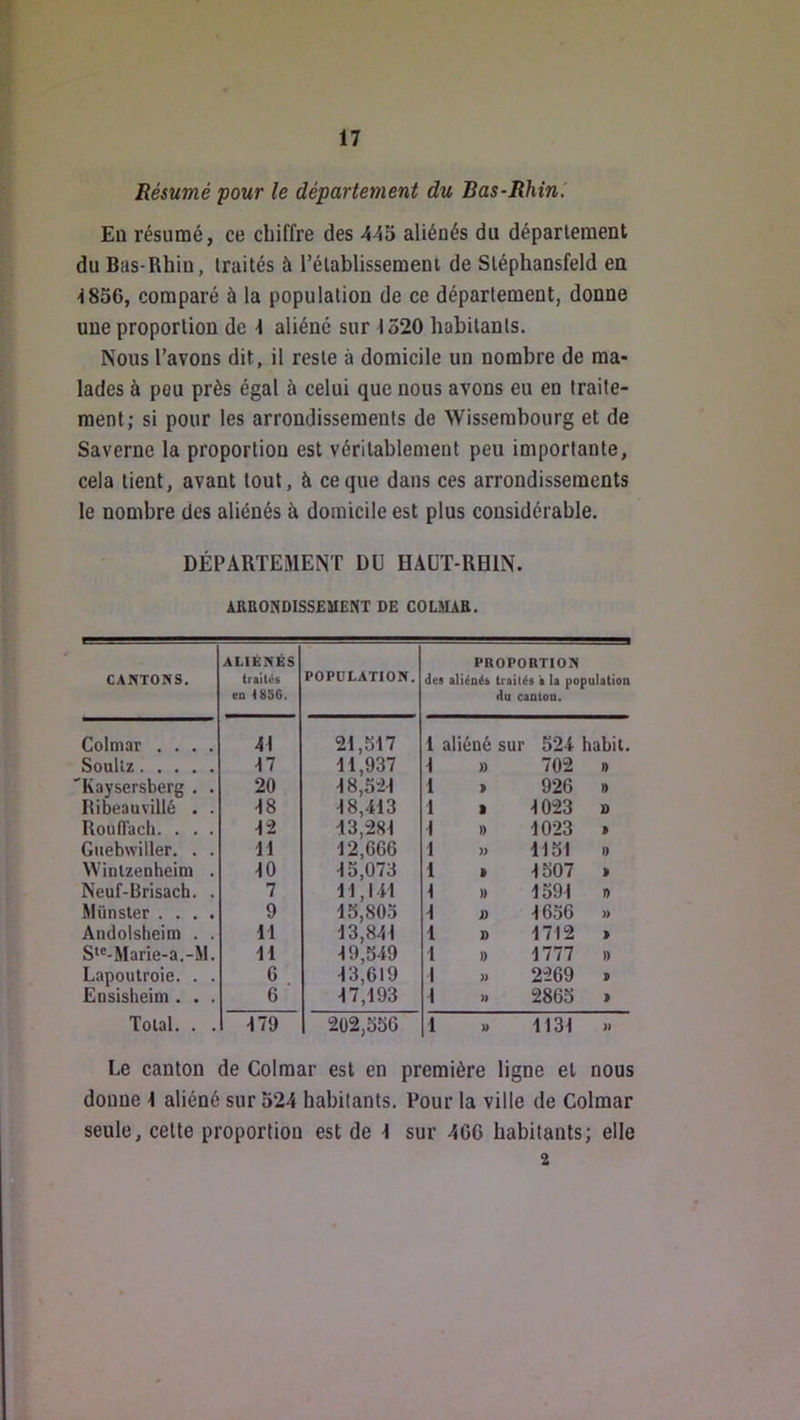 17
Résumé pour le département du Bas-Rhin.
En résumé, ce chiffre des 445 aliénés du département
du Bas-Rhin, traités à l'établissement de Stéphansfeld en
1856, comparé à la population de ce département, donne
une proportion de 1 aliéné sur 1520 habitants.
Nous l'avons dit, il reste à domicile un nombre de ma-
lades à peu près égal à celui que nous avons eu en traite-
ment; si pour les arrondissements de Wissembourg et de
Saverne la proportion est véritablement peu importante,
cela tient, avant tout, à ce que dans ces arrondissements
le nombre des aliénés à domicile est plus considérable.
DÉPARTEMENT DU HAUT-RHIN.
ARRONDISSEMENT DE COLMAR.
CANTONS. ALIÉNÉS traités en 1856. POPULATION. PROPORTION des aliénés traités à la population du canton.
Colmar . . . . 41 21,517 1 aliéné sur 524 habit.
Soultz . . . . . 17 11,937 1 » 702 »
Kaysersberg . . 20 18,521 1 » 926 »
Ribeauvillé . . 18 18,413 1 » 1023 »
Rouffach. . . . 12 13,281 1 » 1023 »
Guebwiller. . . 11 12,666 1 » 1151 »
Wintzenheim . 10 15,073 1 » 1507 »
Neuf-Brisach. . 7 11,141 1 » 1591 »
Münster . . . . 9 15,805 1 » 1656 »
Andolsheim . . 11 13,841 1 » 1712 »
Ste-Marie-a.-M. 11 19,549 1 » 1777 »
Lapoutroie. . . 6 13,619 1 » 2269 »
Ensisheim . . . 6 17,193 1 » 2865 »
Total. . . 179 202,556 1 » 1131 »
Le canton de Colmar est en première ligne et nous
donne 1 aliéné sur 524 habitants. Pour la ville de Colmar
seule, cette proportion est de 1 sur 466 habitants; elle
2